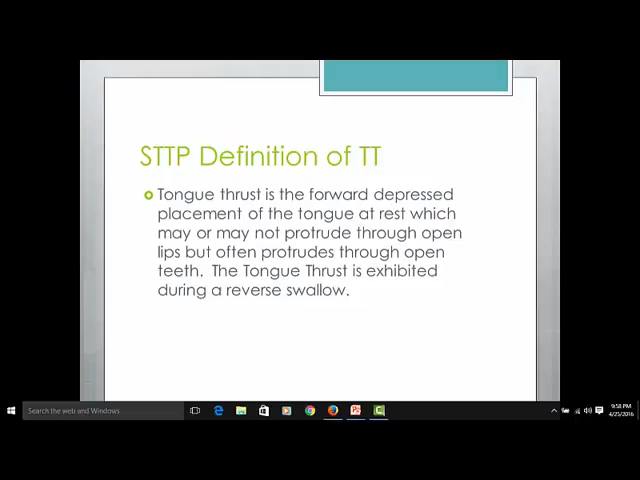 STTP Definition of TT
Tongue thrust is the forward depressed
placement of the tongue at rest which
may or may not protrude through open
lips but often protrudes through open
teeth. The Tongue Thrust is exhibited
during a reverse swallow.
Search the web and Windows
9:58 PM
4/25/2016